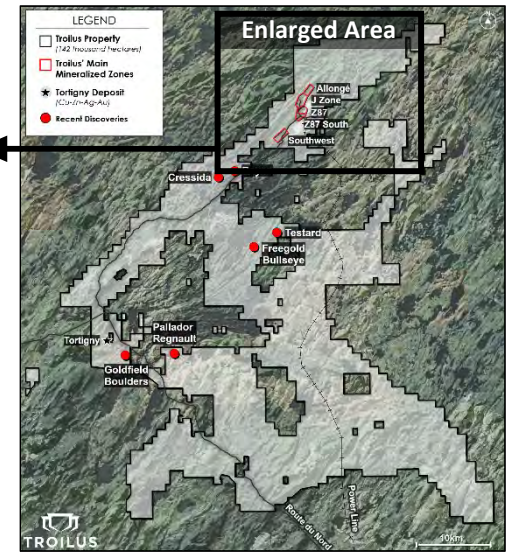 LEGEND
Troilus Property
(142 thousand hectares)
Troilus' Main
Mineralized Zones
Tortigny Deposit
(Cu-Zn-Ag-Au)
Recent Discoveries
Enlarged Area
Allongé
J Zone
Z87
Z87 South
Southwest
Cressida
Testard
Freegold
Bullseye
Tortigny
Pallador
Regnault
Goldfield
Boulders
Route du Nord
Power Line
TROILUS
10km